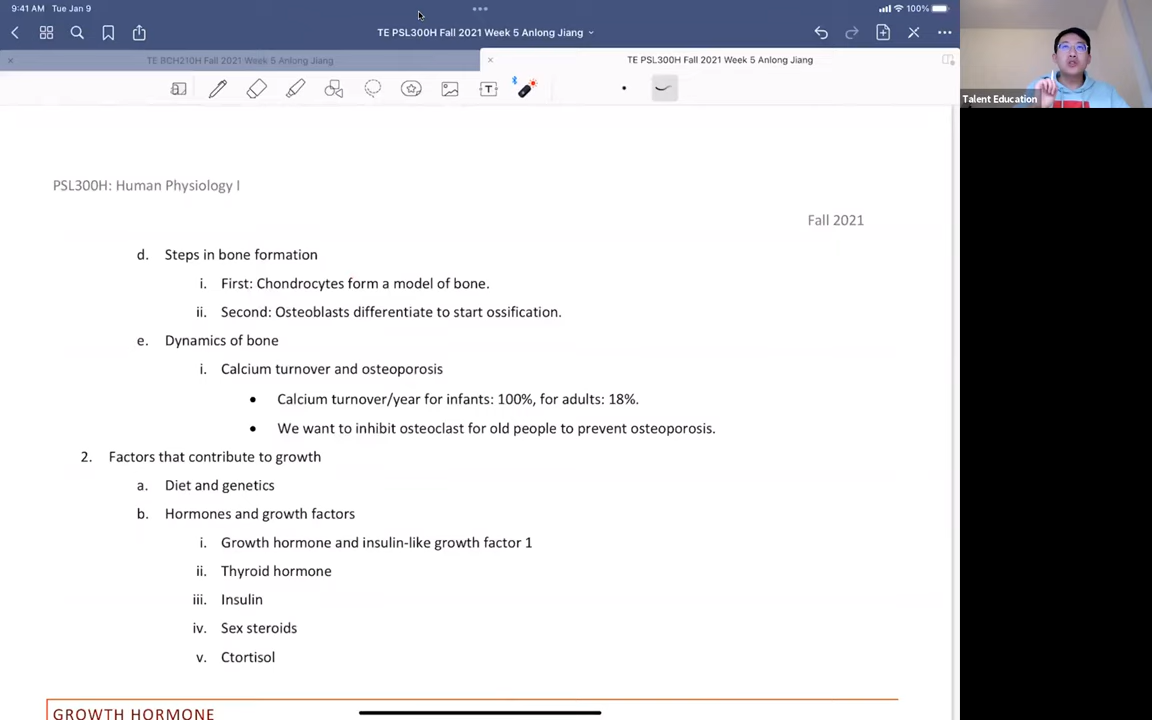 9:41 AM Tue Jan 9
100%
TE PSL300H Fall 2021 Week 5 Anlong Jiang
TE BCH210H Fall 2021 Week 5 Anlong Jiang
TE PSL300H Fall 2021 Week 5 Anlong Jiang
Talent Education
PSL300H: Human Physiology I
Fall 2021
d. Steps in bone formation
i. First: Chondrocytes form a model of bone.
ii. Second: Osteoblasts differentiate to start ossification.
e. Dynamics of bone
i. Calcium turnover and osteoporosis
• Calcium turnover/year for infants: 100%, for adults: 18%.
• We want to inhibit osteoclast for old people to prevent osteoporosis.
2. Factors that contribute to growth
a. Diet and genetics
b. Hormones and growth factors
i. Growth hormone and insulin-like growth factor 1
ii. Thyroid hormone
iii. Insulin
iv. Sex steroids
v. Ctortisol
GROWTH HORMONE